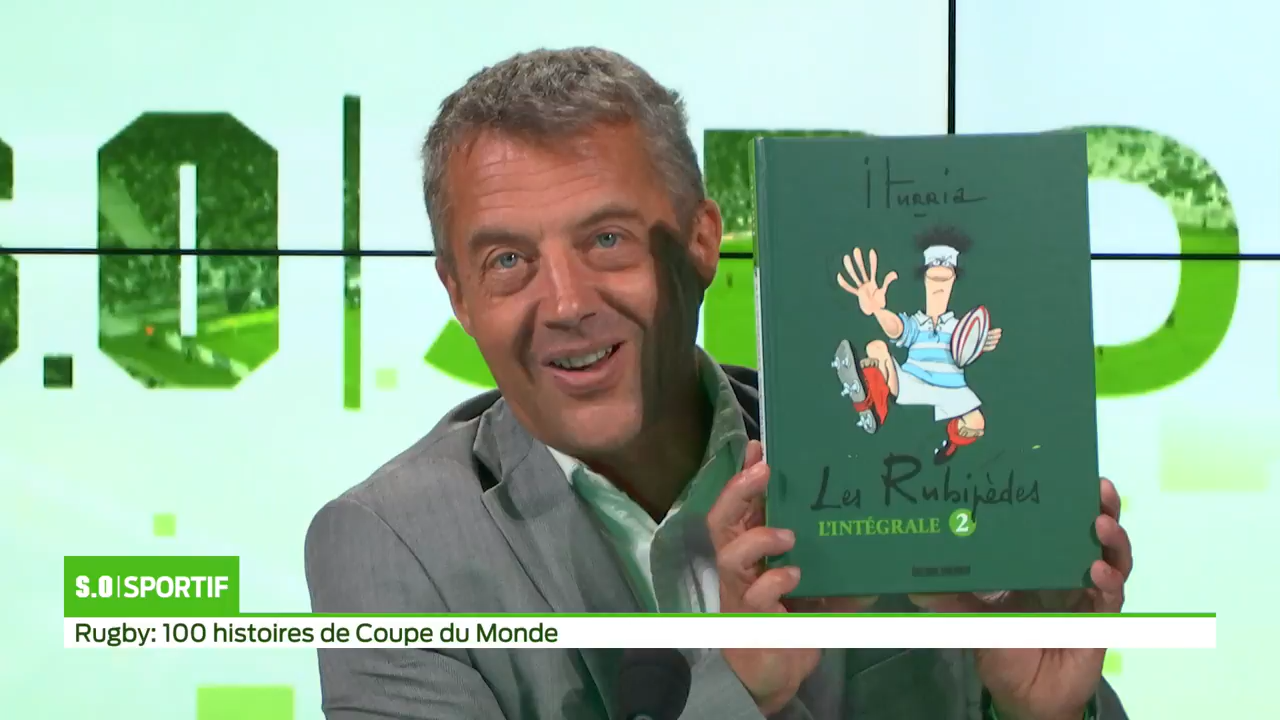 S.O
iTurria
Les Rubipèdes
L'INTÉGRALE 2
S.O|SPORTIF
Rugby: 100 histoires de Coupe du Monde